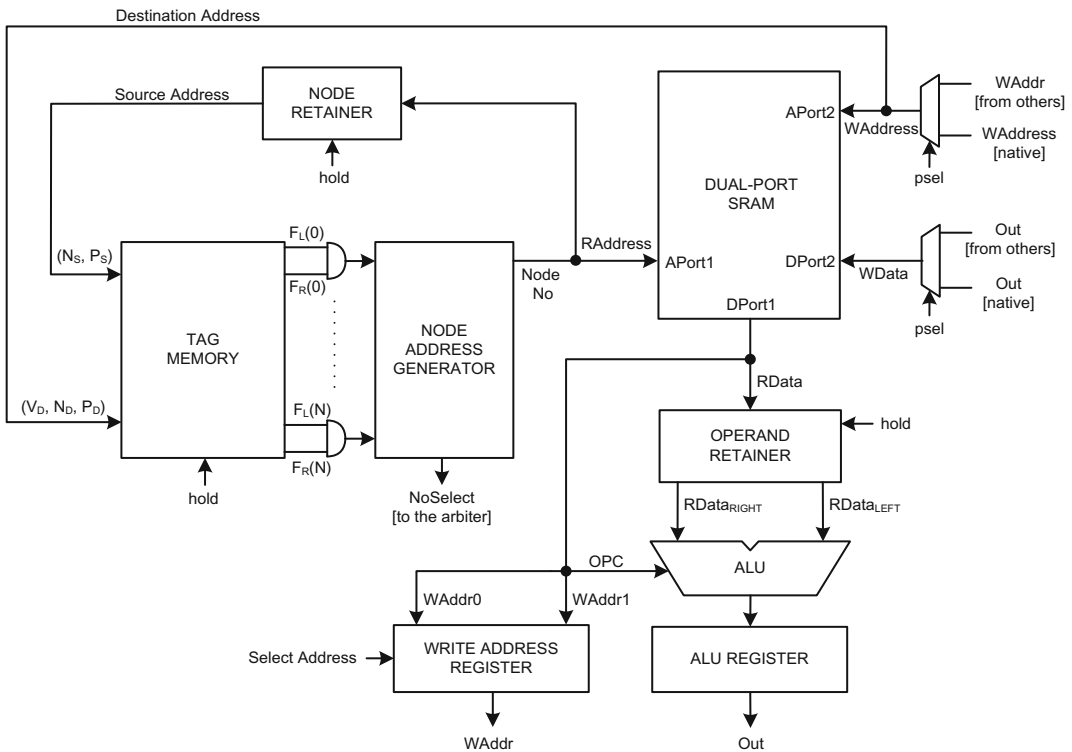 Destination Address
Source Address
NODE
RETAINER
hold
APort2
WAddress
WAddr
[from others]
WAddress
[native]
psel
DUAL-PORT
SRAM
(NS, PS)
FL(0)
FR(0)
Node
No
RAddress
APort1
DPort2
WData
Out
[from others]
Out
[native]
psel
DPort1
TAG
MEMORY
NODE
ADDRESS
GENERATOR
RData
(VD, ND, PD)
FL(N)
FR(N)
OPERAND
RETAINER
hold
hold
NoSelect
[to the arbiter]
RDataRIGHT
RDataLEFT
OPC
ALU
WAddr0
WAddr1
Select Address
WRITE ADDRESS
REGISTER
ALU REGISTER
WAddr
Out